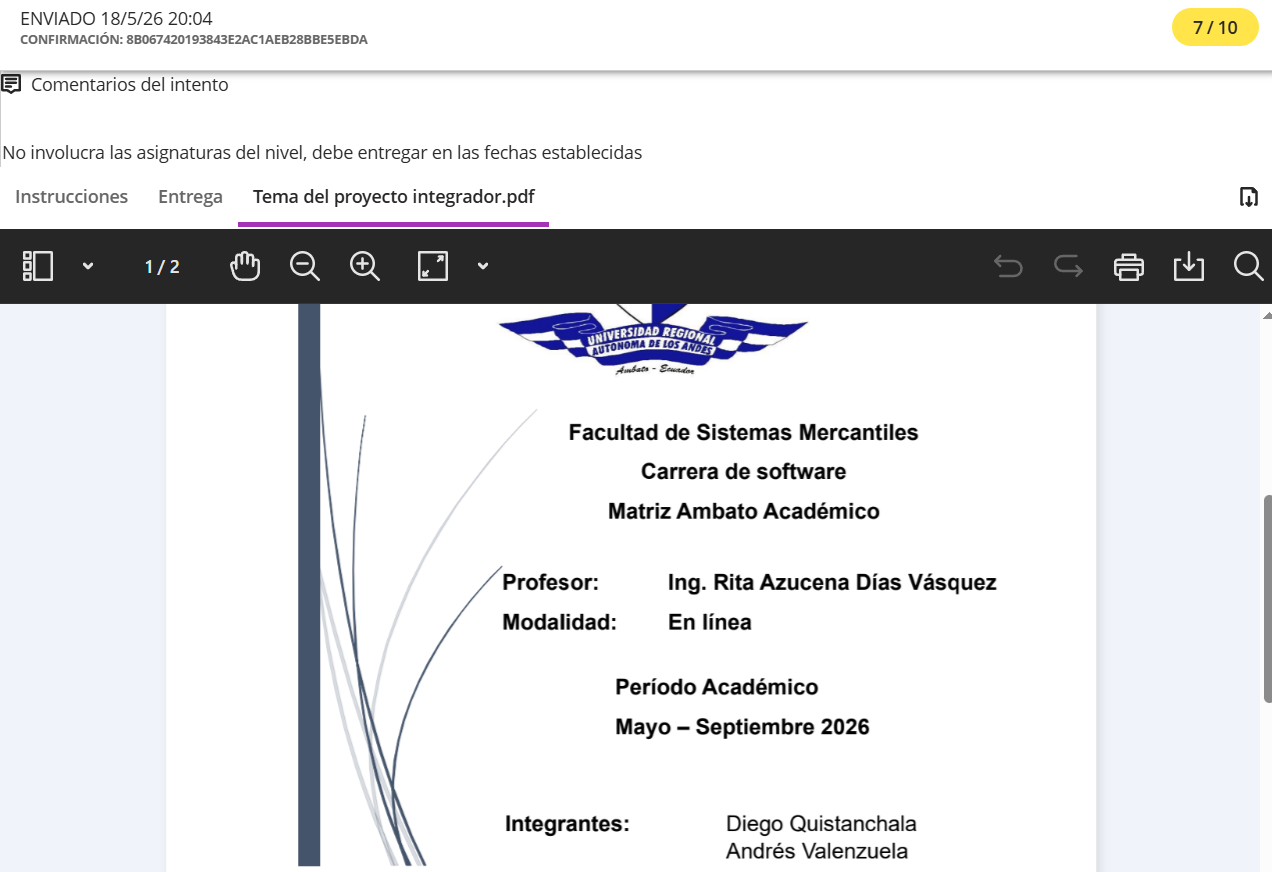 ENVIADO 18/5/26 20:04
CONFIRMACIÓN: 8B067420193843E2AC1AEB28BBE5EBDA
7 / 10
Comentarios del intento
No involucra las asignaturas del nivel, debe entregar en las fechas establecidas
Instrucciones
Entrega
Tema del proyecto integrador.pdf
1 / 2
UNIVERSIDAD REGIONAL
AUTONOMA DE LOS ANDES
Ambato - Ecuador
Facultad de Sistemas Mercantiles
Carrera de software
Matriz Ambato Académico
Profesor: Ing. Rita Azucena Días Vásquez
Modalidad: En línea
Período Académico
Mayo – Septiembre 2026
Integrantes: Diego Quistanchala
Andrés Valenzuela